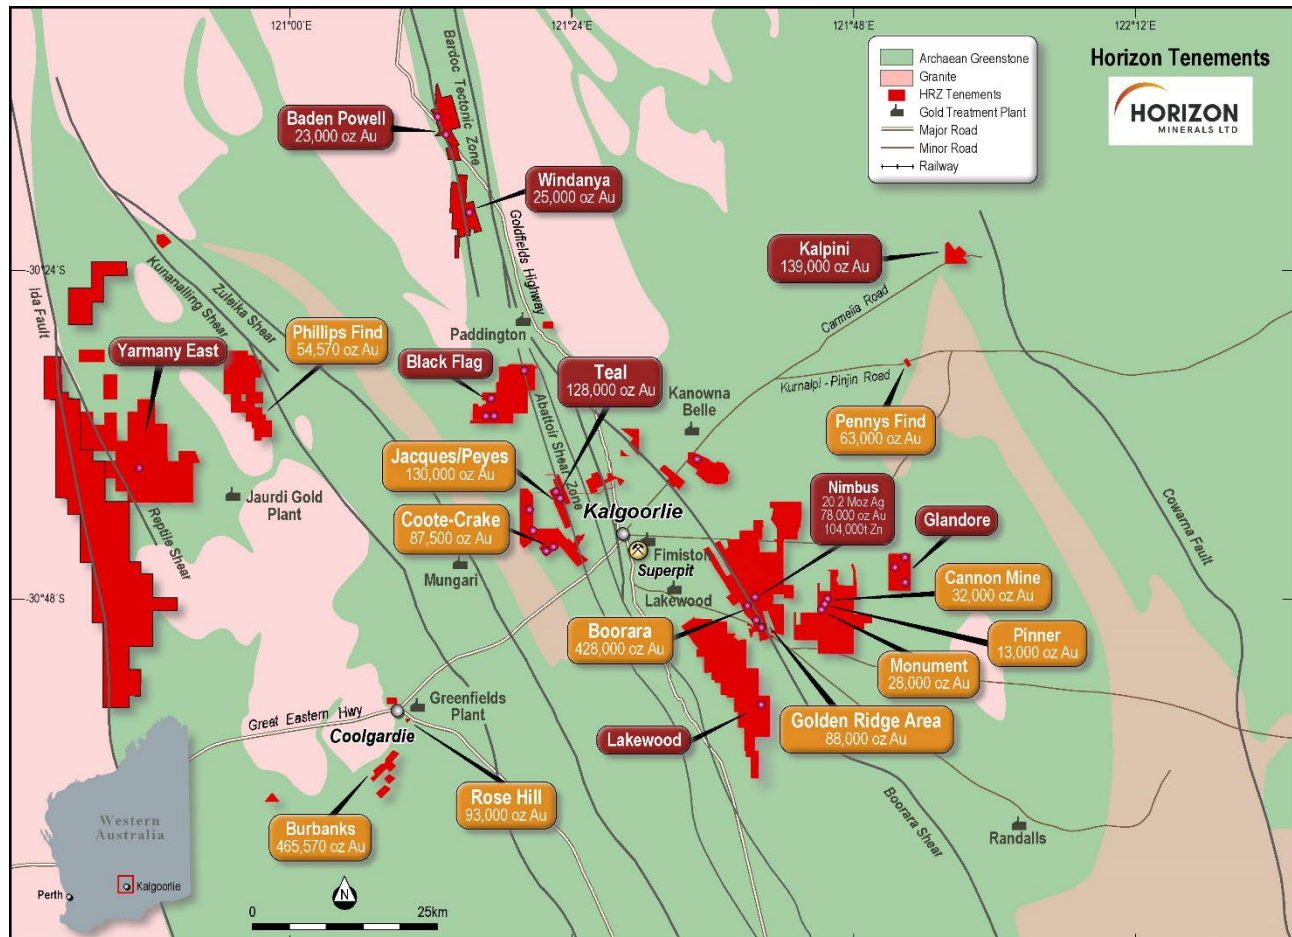 121°00'E
121°24'E
121°48'E
122°12'E
Archaean Greenstone
Granite
HRZ Tenements
Gold Treatment Plant
Major Road
Minor Road
Railway
Horizon Tenements
HORIZON
MINERALS LTD
Bardoc Tectonic Zone
Baden Powell
23,000 oz Au
Windanya
25,000 oz Au
Goldfields Highway
Kalpini
139,000 oz Au
-30°24'S
Ida Fault
Kunanalling Shear
Zuleika Shear
Carmelia Road
Phillips Find
54,570 oz Au
Paddington
Yarmany East
Black Flag
Teal
128,000 oz Au
Kanowna
Belle
Kurnalpi - Pinjin Road
Abattoir Shear Zone
Pennys Find
63,000 oz Au
Jacques/Peyes
130,000 oz Au
Jaurdi Gold
Plant
Reptile Shear
Coote-Crake
87,500 oz Au
Kalgoorlie
Nimbus
20.2 Moz Ag
78,000 oz Au
104,000t Zn
Glandore
Cowarna Fault
Fimiston
Superpit
Mungari
Lakewood
Cannon Mine
32,000 oz Au
-30°48'S
Boorara
428,000 oz Au
Pinner
13,000 oz Au
Monument
28,000 oz Au
Greenfields
Plant
Great Eastern Hwy
Coolgardie
Golden Ridge Area
88,000 oz Au
Lakewood
Rose Hill
93,000 oz Au
Boorara Shear
Burbanks
465,570 oz Au
Randalls
Western
Australia
Perth
Kalgoorlie
N
0
25km